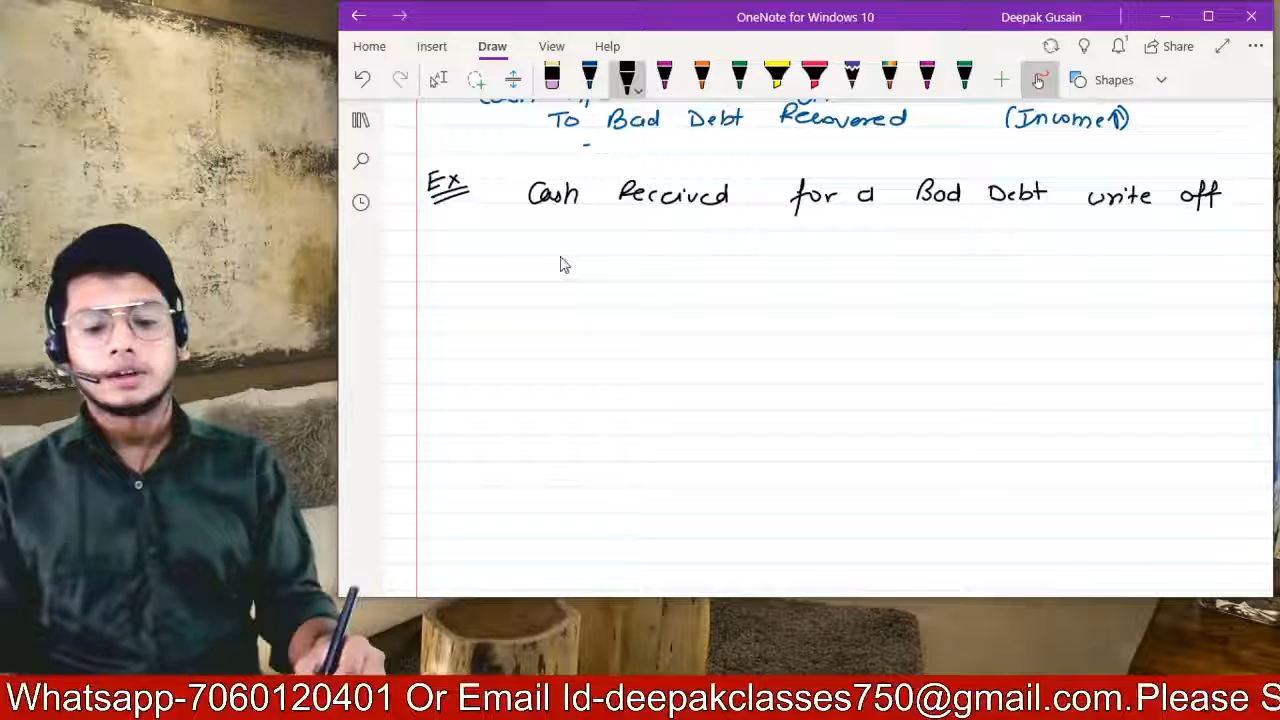 OneNote for Windows 10 Deepak Gusain
Home Insert Draw View Help Share
Shapes
To Bad Debt Recovered (Income↑)
Ex Cash Received for a Bad Debt write off
Whatsapp-7060120401 Or Email Id-deepakclasses750@gmail.com.Please S